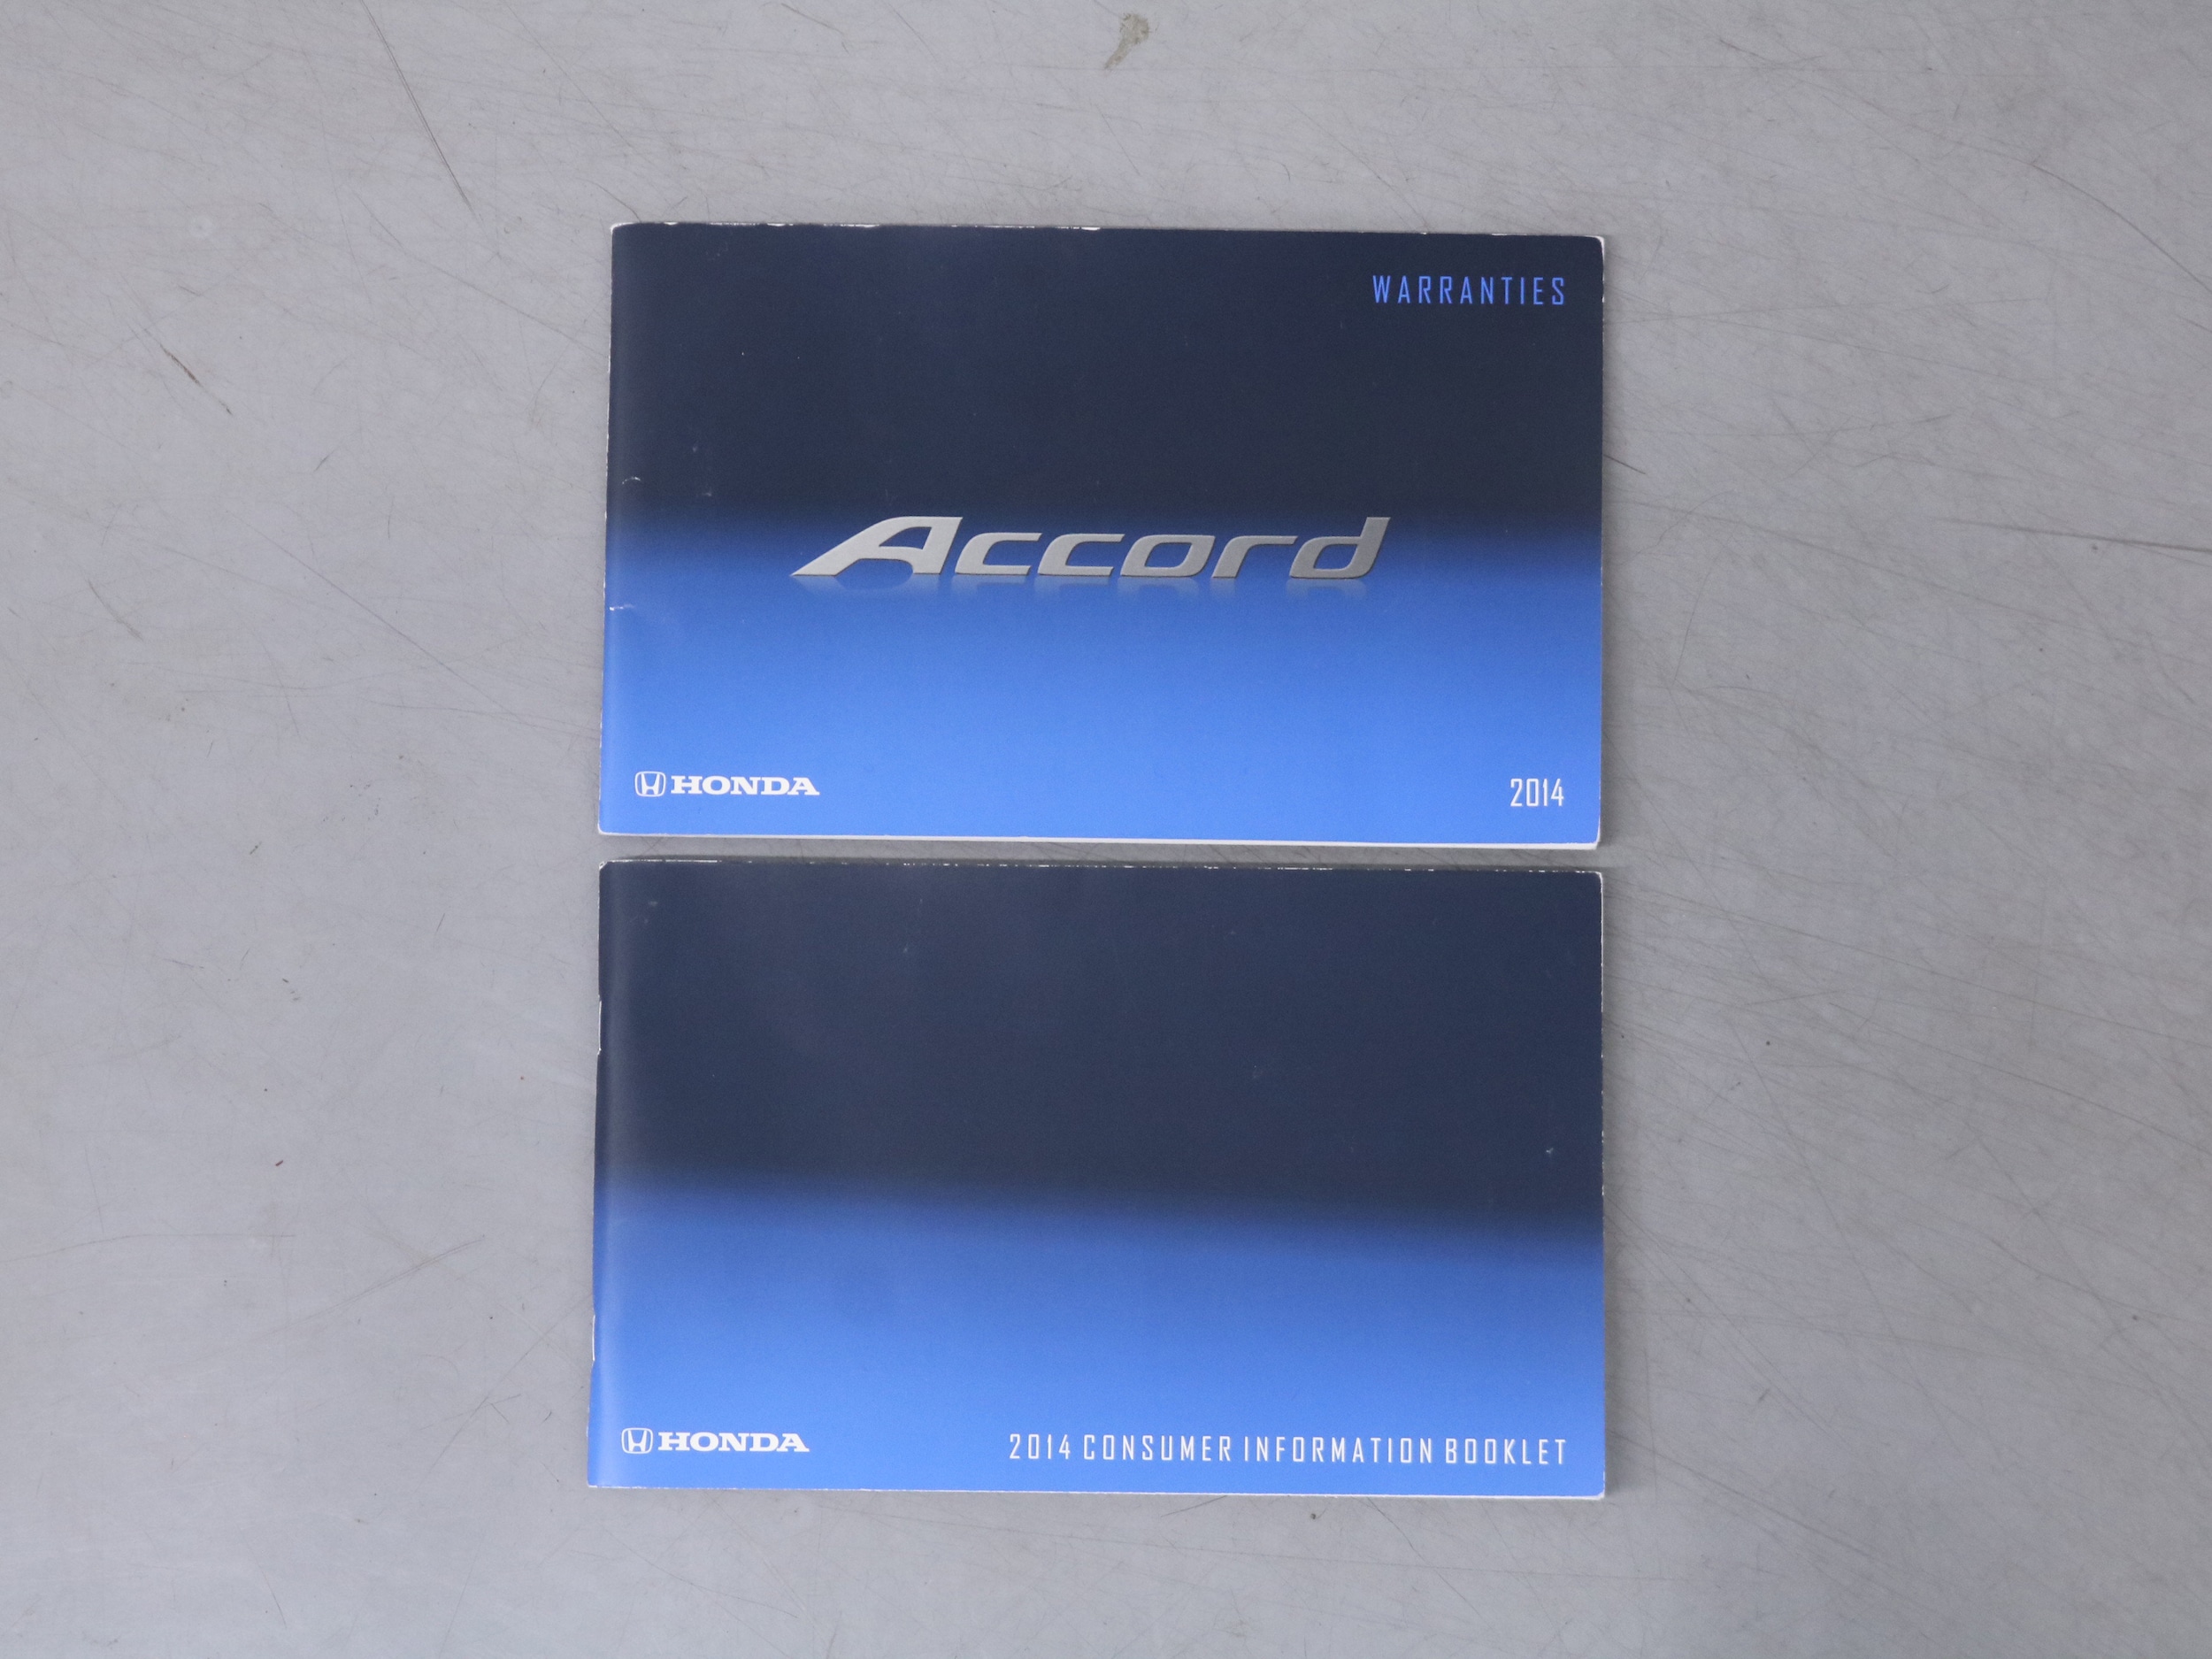 WARRANTIES
Accord
HONDA 2014
HONDA 2014 CONSUMER INFORMATION BOOKLET